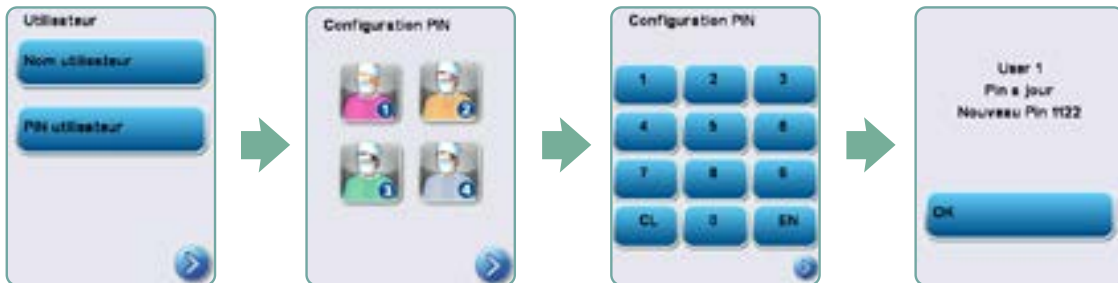 Utilisateur
Nom utilisateur
PIN utilisateur
Configuration PIN
1
2
3
4
Configuration PIN
1 2 3
4 5 6
7 8 9
CL 0 EN
User 1
Pin a jour
Nouveau Pin 1122
OK